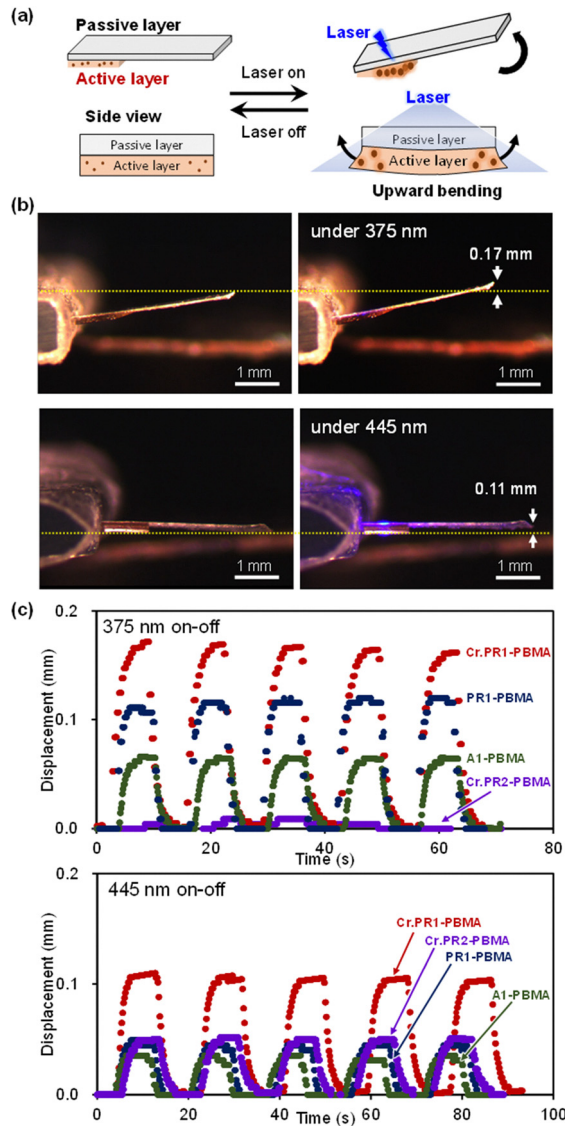 (a)
Passive layer
Active layer
Side view
Passive layer
Active layer
Laser on
Laser off
Laser
Laser
Passive layer
Active layer
Upward bending
(b)
under 375 nm
0.17 mm
1 mm
1 mm
under 445 nm
0.11 mm
1 mm
1 mm
(c)
375 nm on-off
Displacement (mm)
0.2
0.1
0.0
Cr.PR1-PBMA
PR1-PBMA
A1-PBMA
Cr.PR2-PBMA
0
20
40
60
80
Time (s)
445 nm on-off
Displacement (mm)
0.2
0.1
0.0
Cr.PR1-PBMA
Cr.PR2-PBMA
PR1-PBMA
A1-PBMA
0
20
40
60
80
100
Time (s)